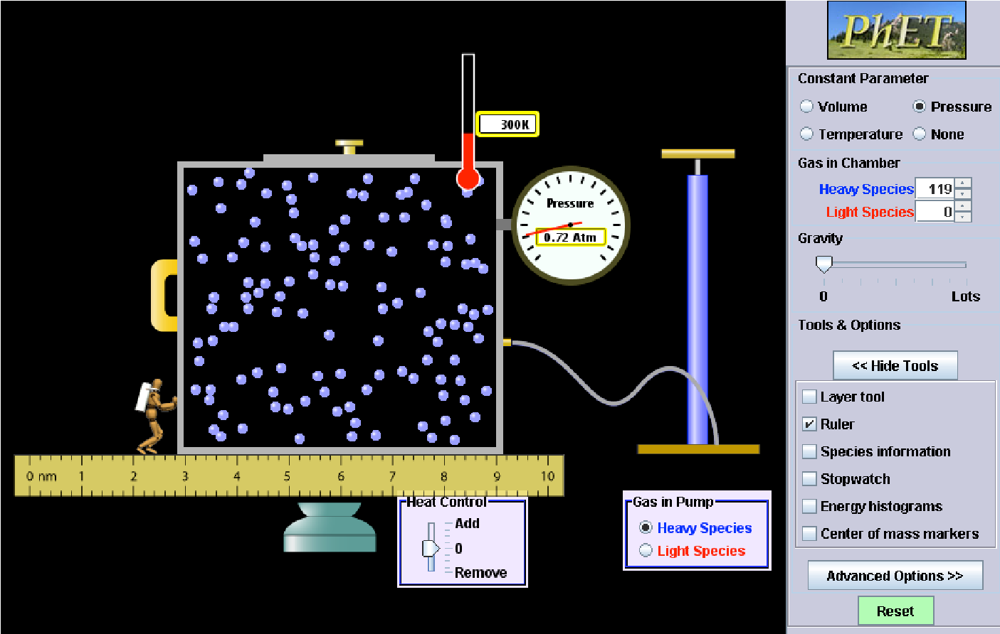 PhET
Constant Parameter
Volume Pressure
Temperature None
Gas in Chamber
Heavy Species 119
Light Species 0
Gravity
0 Lots
Tools & Options
<< Hide Tools
Layer tool
Ruler
Species information
Stopwatch
Energy histograms
Center of mass markers
Advanced Options >>
Reset
300K
Pressure
0.72 Atm
0 nm 1 2 3 4 5 6 7 8 9 10
Heat Control
Add
0
Remove
Gas in Pump
Heavy Species
Light Species